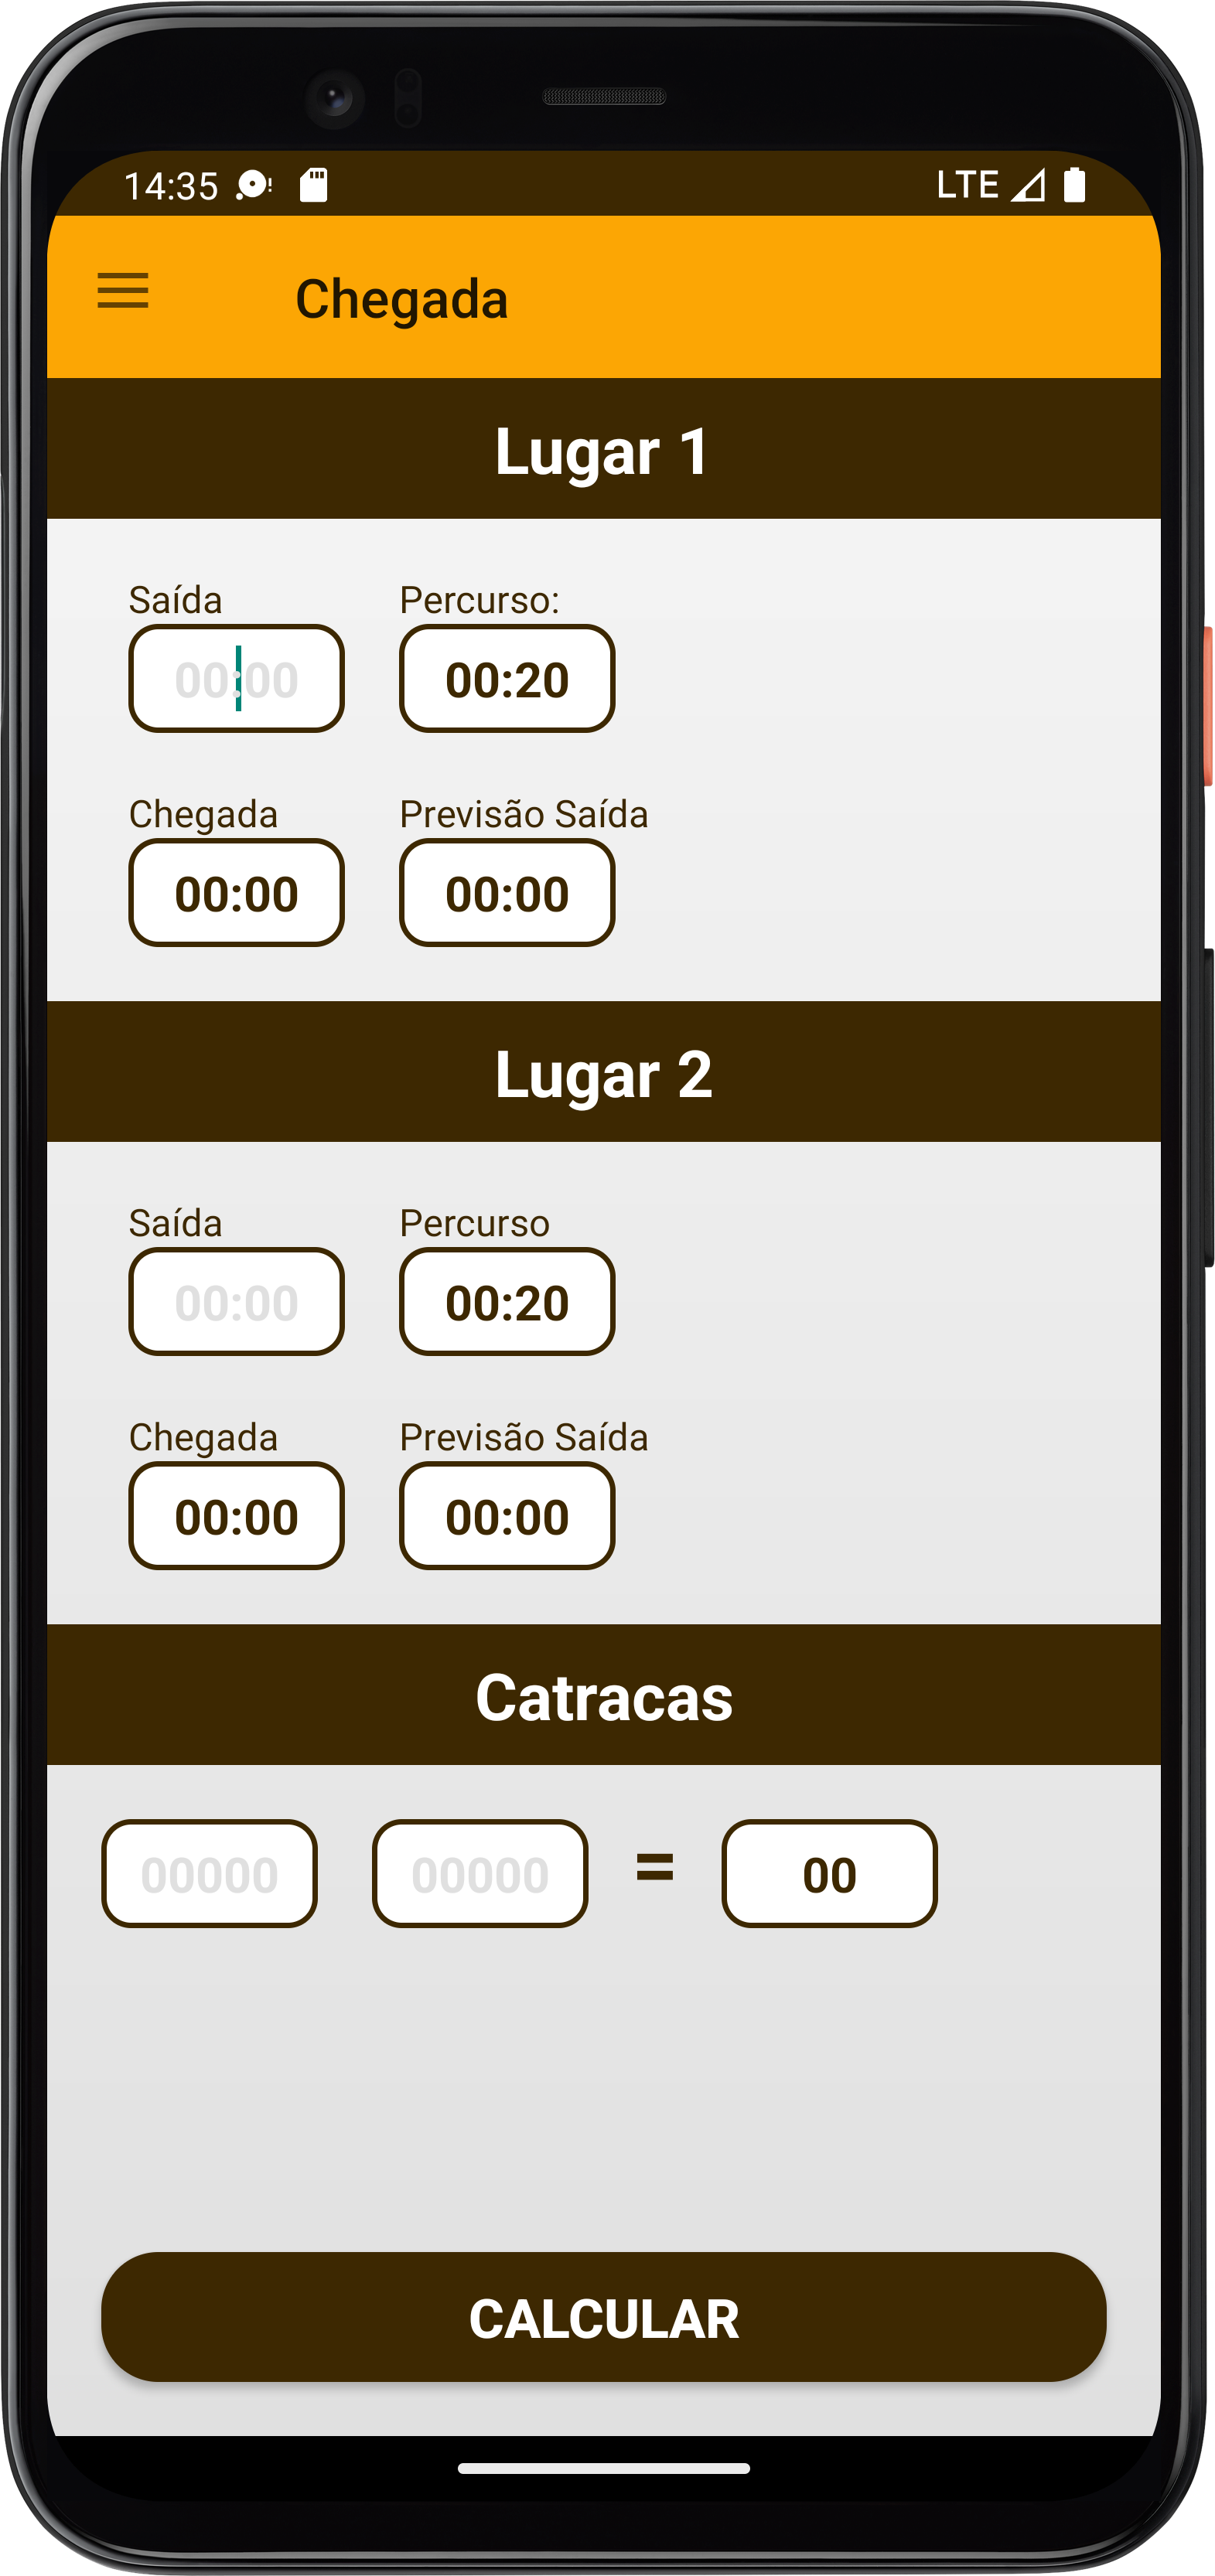 14:35 LTE
Chegada
Lugar 1
Saída Percurso:
00:00 00:20
Chegada Previsão Saída
00:00 00:00
Lugar 2
Saída Percurso
00:00 00:20
Chegada Previsão Saída
00:00 00:00
Catracas
00000 00000 = 00
CALCULAR